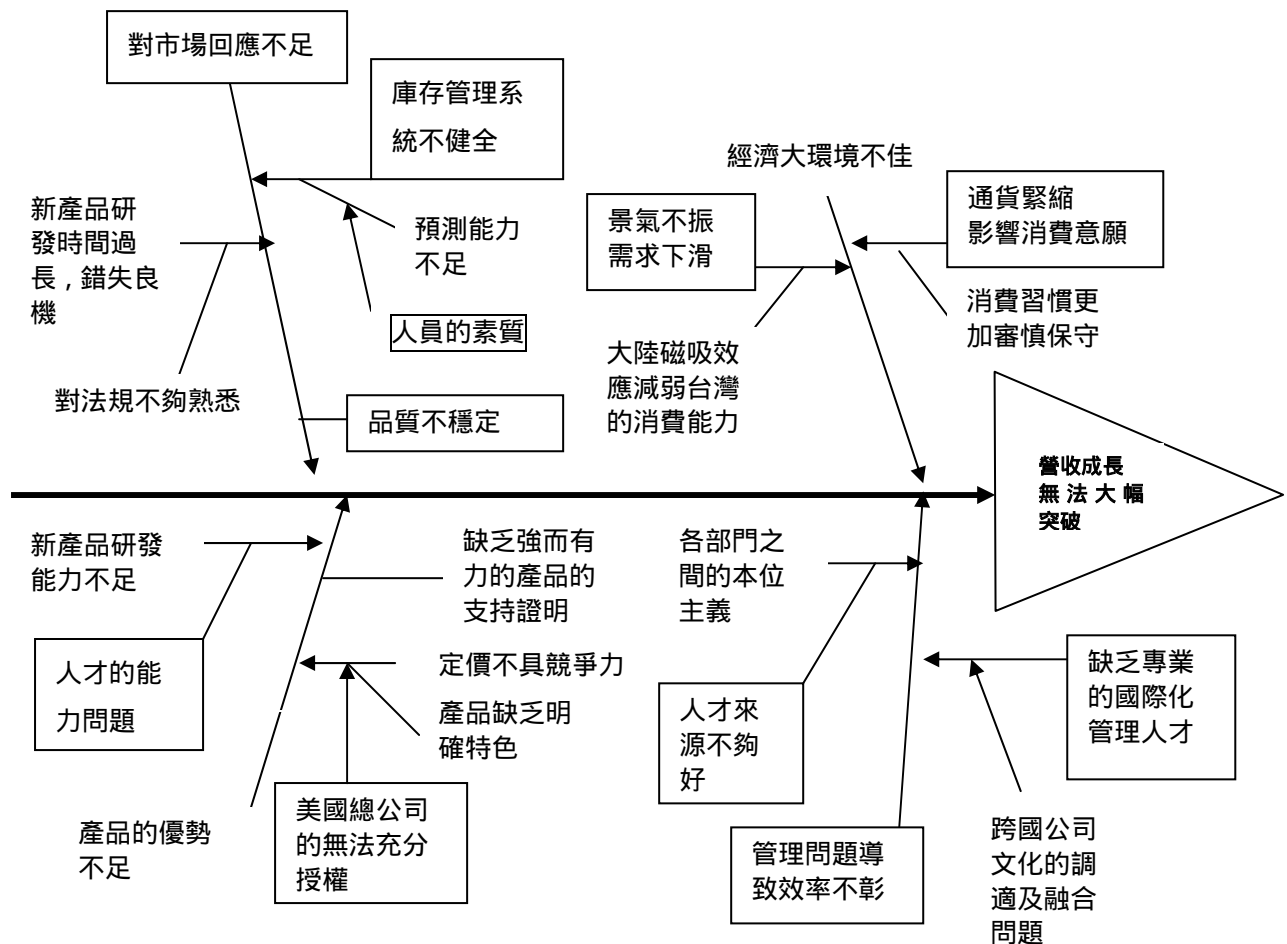 對市場回應不足
庫存管理系
統不健全
經濟大環境不佳
新產品研
發時間過
長，錯失良
機
預測能力
不足
景氣不振
需求下滑
通貨緊縮
影響消費意願
人員的素質
消費習慣更
加審慎保守
對法規不夠熟悉
大陸磁吸效
應減弱台灣
的消費能力
品質不穩定
營收成長
無法大幅
突破
新產品研發
能力不足
缺乏強而有
力的產品的
支持證明
各部門之
間的本位
主義
人才的能
力問題
定價不具競爭力
產品缺乏明
確特色
人才來
源不夠
好
缺乏專業
的國際化
管理人才
產品的優勢
不足
美國總公司
的無法充分
授權
管理問題導
致效率不彰
跨國公司
文化的調
適及融合
問題